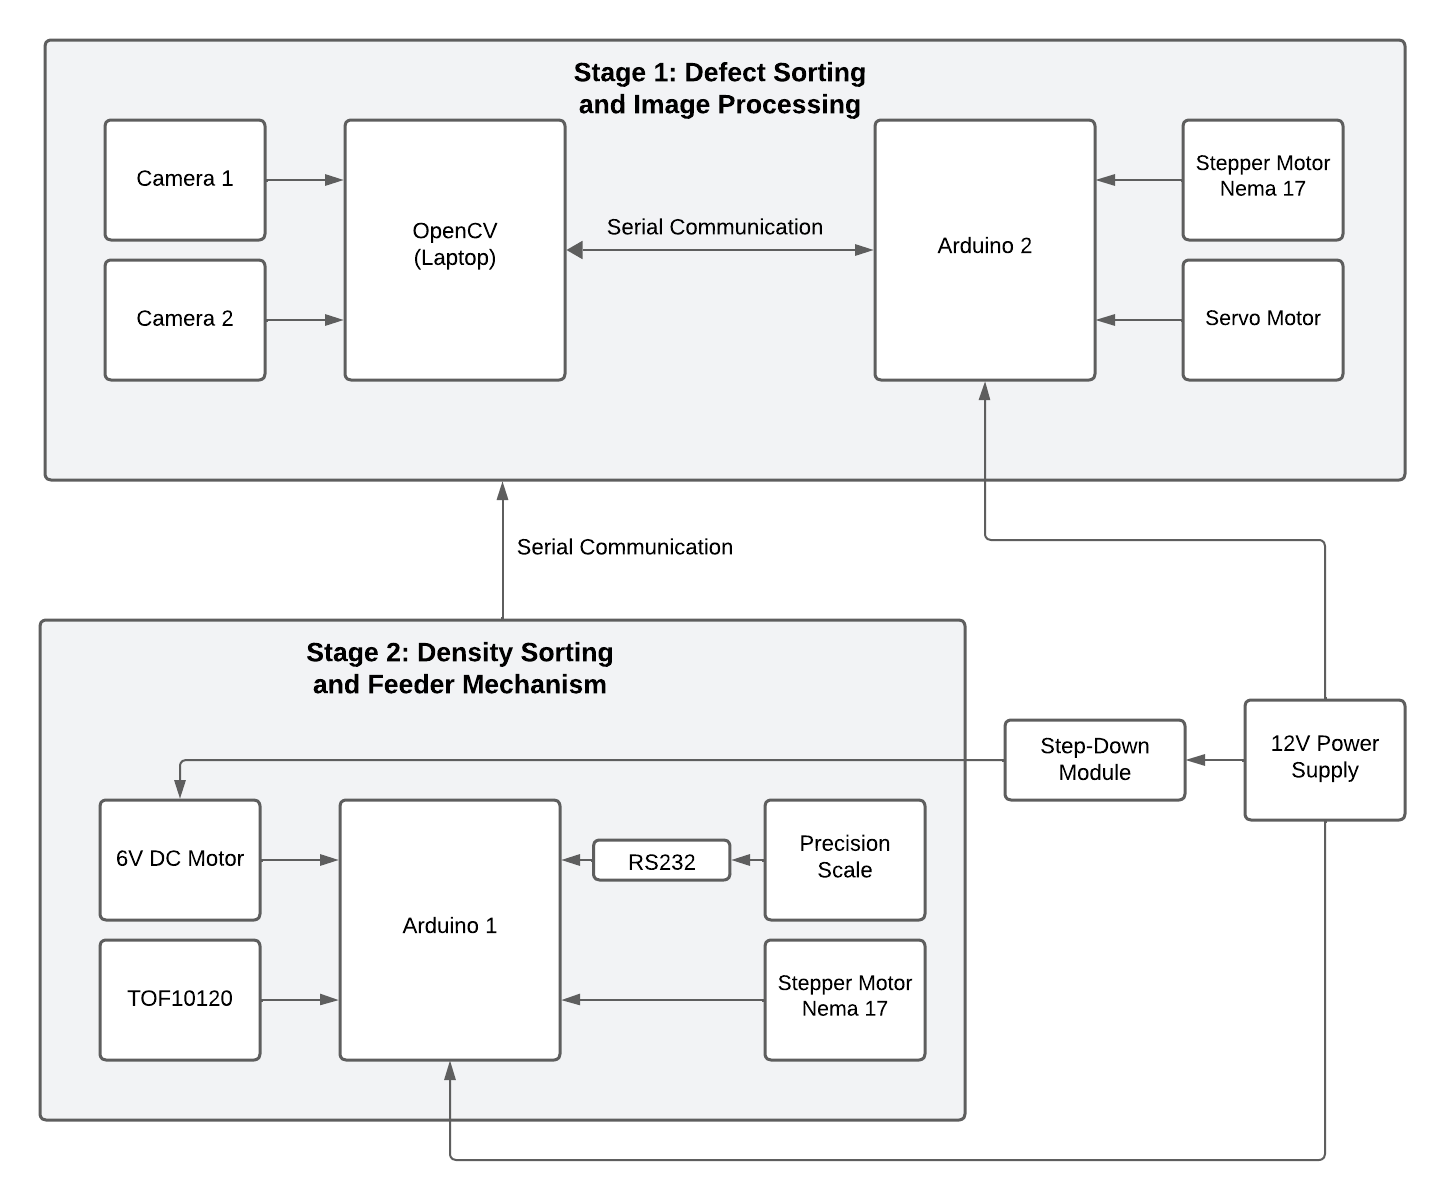 Stage 1: Defect Sorting
and Image Processing
Camera 1
OpenCV
(Laptop)
Serial Communication
Arduino 2
Stepper Motor
Nema 17
Camera 2
Servo Motor
Serial Communication
Stage 2: Density Sorting
and Feeder Mechanism
Step-Down
Module
12V Power
Supply
6V DC Motor
Arduino 1
RS232
Precision
Scale
TOF10120
Stepper Motor
Nema 17